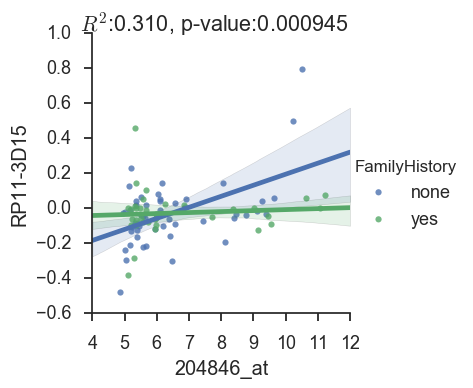 R²:0.310, p-value:0.000945
1.0
0.8
0.6
0.4
0.2
0.0
−0.2
−0.4
−0.6
RP11-3D15
4 5 6 7 8 9 10 11 12
204846_at
FamilyHistory
none
yes